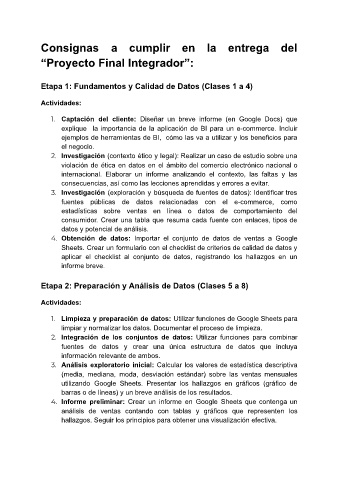 Consignas a cumplir en la entrega del
“Proyecto Final Integrador”:
Etapa 1: Fundamentos y Calidad de Datos (Clases 1 a 4)
Actividades:
1. Captación del cliente: Diseñar un breve informe (en Google Docs) que
explique la importancia de la aplicación de BI para un e-commerce. Incluir
ejemplos de herramientas de BI, cómo las va a utilizar y los beneficios para
el negocio.
2. Investigación (contexto ético y legal): Realizar un caso de estudio sobre una
violación de ética en datos en el ámbito del comercio electrónico nacional o
internacional. Elaborar un informe analizando el contexto, las faltas y las
consecuencias, así como las lecciones aprendidas y errores a evitar.
3. Investigación (exploración y búsqueda de fuentes de datos): Identificar tres
fuentes públicas de datos relacionadas con el e-commerce, como
estadísticas sobre ventas en línea o datos de comportamiento del
consumidor. Crear una tabla que resuma cada fuente con enlaces, tipos de
datos y potencial de análisis.
4. Obtención de datos: Importar el conjunto de datos de ventas a Google
Sheets. Crear un formulario con el checklist de criterios de calidad de datos y
aplicar el checklist al conjunto de datos, registrando los hallazgos en un
informe breve.
Etapa 2: Preparación y Análisis de Datos (Clases 5 a 8)
Actividades:
1. Limpieza y preparación de datos: Utilizar funciones de Google Sheets para
limpiar y normalizar los datos. Documentar el proceso de limpieza.
2. Integración de los conjuntos de datos: Utilizar funciones para combinar
fuentes de datos y crear una única estructura de datos que incluya
información relevante de ambos.
3. Análisis exploratorio inicial: Calcular los valores de estadística descriptiva
(media, mediana, moda, desviación estándar) sobre las ventas mensuales
utilizando Google Sheets. Presentar los hallazgos en gráficos (gráfico de
barras o de líneas) y un breve análisis de los resultados.
4. Informe preliminar: Crear un informe en Google Sheets que contenga un
análisis de ventas contando con tablas y gráficos que representen los
hallazgos. Seguir los principios para obtener una visualización efectiva.